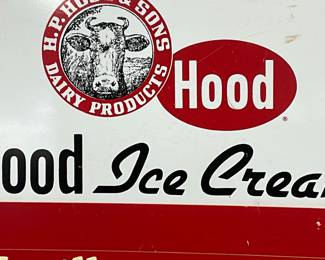 H.P. HOOD & SONS
DAIRY PRODUCTS
Hood
ood Ice Crea